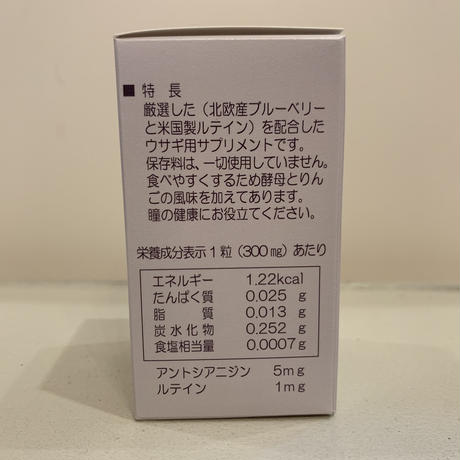 ■ 特 長
厳選した（北欧産ブルーベリー
と米国製ルテイン）を配合した
ウサギ用サプリメントです。
保存料は、一切使用していません。
食べやすくするため酵母とりん
ごの風味を加えてあります。
瞳の健康にお役立てください。
栄養成分表示1粒（300㎎）あたり
エネルギー 1.22kcal
たんぱく質 0.025 g
脂 質 0.013 g
炭水化物 0.252 g
食塩相当量 0.0007g
アントシアニジン 5mg
ルテイン 1mg